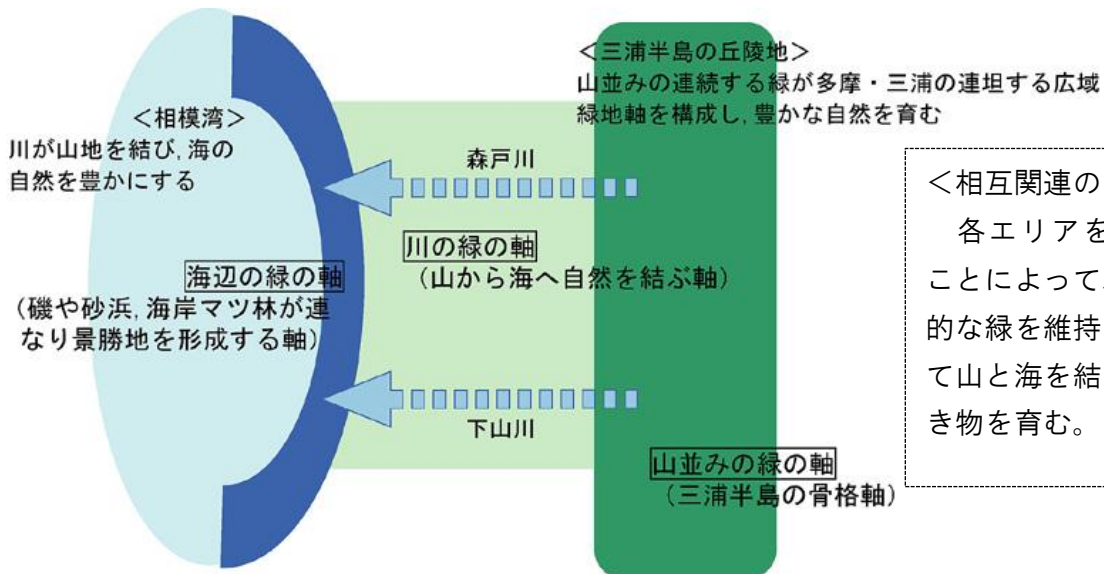 <三浦半島の丘陵地>
山並みの連続する緑が多摩・三浦の連坦する広域
緑地軸を構成し,豊かな自然を育む
<相模湾>
川が山地を結び,海の
自然を豊かにする
森戸川
川の緑の軸
(山から海へ自然を結ぶ軸)
海辺の緑の軸
(磯や砂浜,海岸マツ林が連
なり景勝地を形成する軸)
下山川
山並みの緑の軸
(三浦半島の骨格軸)
<相互関連の
各エリアを
ことによって
的な緑を維持
て山と海を結
き物を育む。